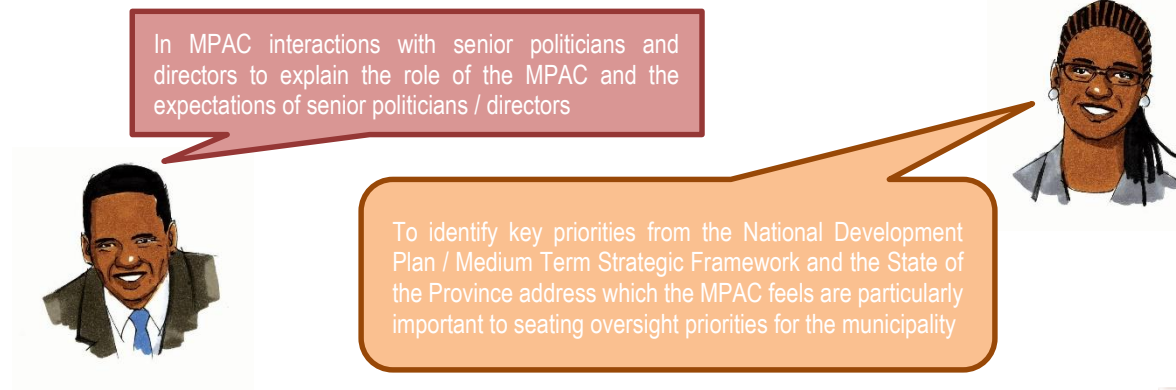 In MPAC interactions with senior politicians and
directors to explain the role of the MPAC and the
expectations of senior politicians / directors
To identify key priorities from the National Development
Plan / Medium Term Strategic Framework and the State of
the Province address which the MPAC feels are particularly
important to seating oversight priorities for the municipality